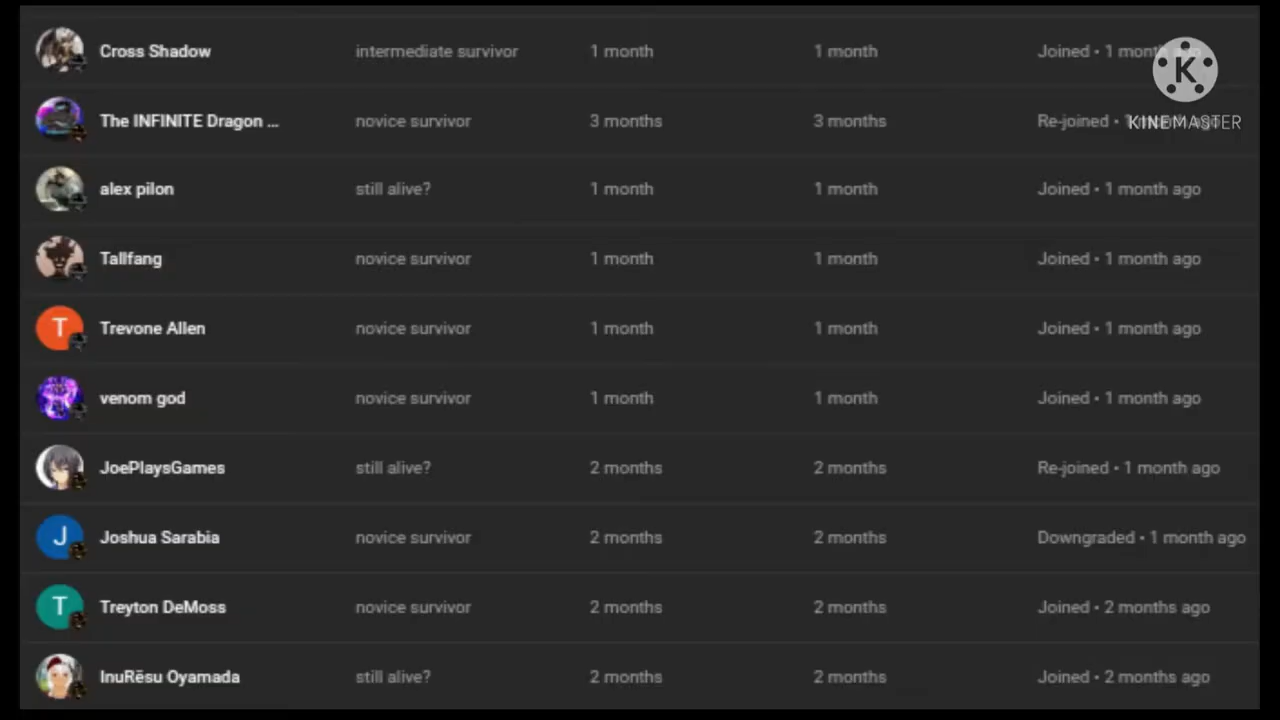 Cross Shadow intermediate survivor 1 month 1 month Joined • 1 month ago
K
The INFINITE Dragon ... novice survivor 3 months 3 months Re-joined •
KINEMASTER
alex pilon still alive? 1 month 1 month Joined • 1 month ago
Tallfang novice survivor 1 month 1 month Joined • 1 month ago
T Trevone Allen novice survivor 1 month 1 month Joined • 1 month ago
venom god novice survivor 1 month 1 month Joined • 1 month ago
JoePlaysGames still alive? 2 months 2 months Re-joined • 1 month ago
J Joshua Sarabia novice survivor 2 months 2 months Downgraded • 1 month ago
T Treyton DeMoss novice survivor 2 months 2 months Joined • 2 months ago
InuRēsu Oyamada still alive? 2 months 2 months Joined • 2 months ago